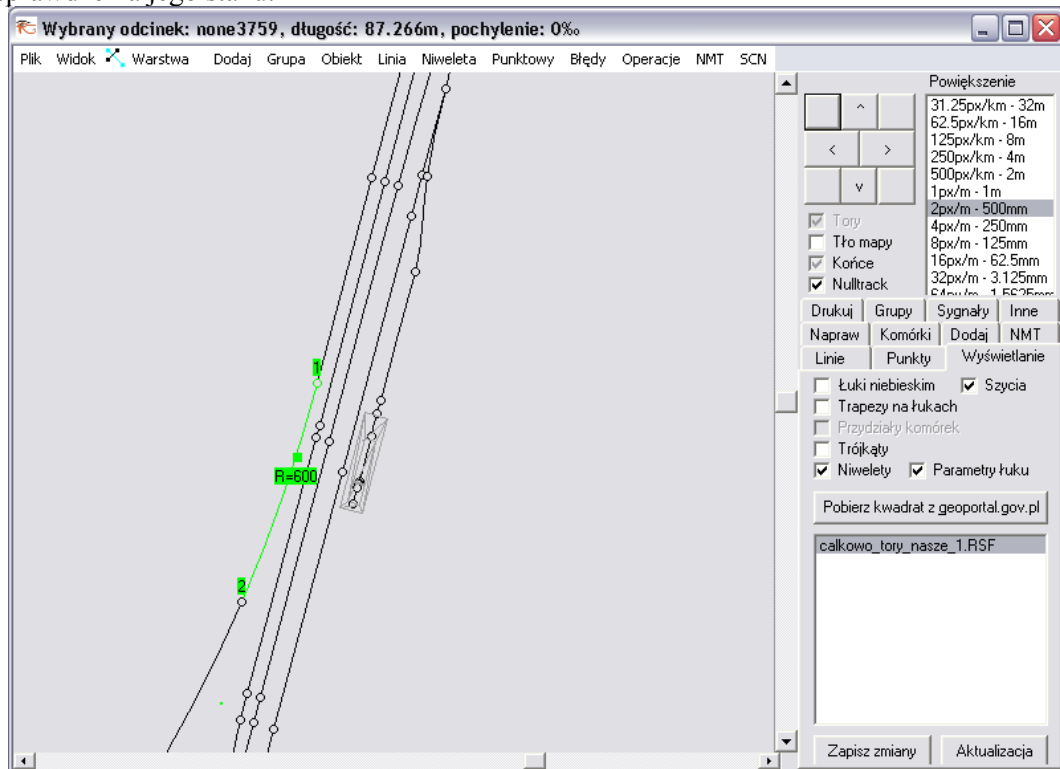 Wybrany odcinek: none3759, długość: 87.266m, pochylenie: 0‰
Plik Widok Warstwa Dodaj Grupa Obiekt Linia Niweleta Punktowy Błędy Operacje NMT SCN
Powiększenie
31.25px/km - 32m
62.5px/km - 16m
125px/km - 8m
250px/km - 4m
500px/km - 2m
1px/m - 1m
2px/m - 500mm
4px/m - 250mm
8px/m - 125mm
16px/m - 62.5mm
32px/m - 3.125mm
^
< >
v
Tory
Tło mapy
Końce
Nulltrack
Drukuj Grupy Sygnały Inne
Napraw Komórki Dodaj NMT
Linie Punkty Wyświetlanie
Łuki niebieskim Szycia
Trapezy na łukach
Przydziały komórek
Trójkąty
Niwelety Parametry łuku
Pobierz kwadrat z geoportal.gov.pl
calkowo_tory_nasze_1.RSF
Zapisz zmiany Aktualizacja
1
R=600
2